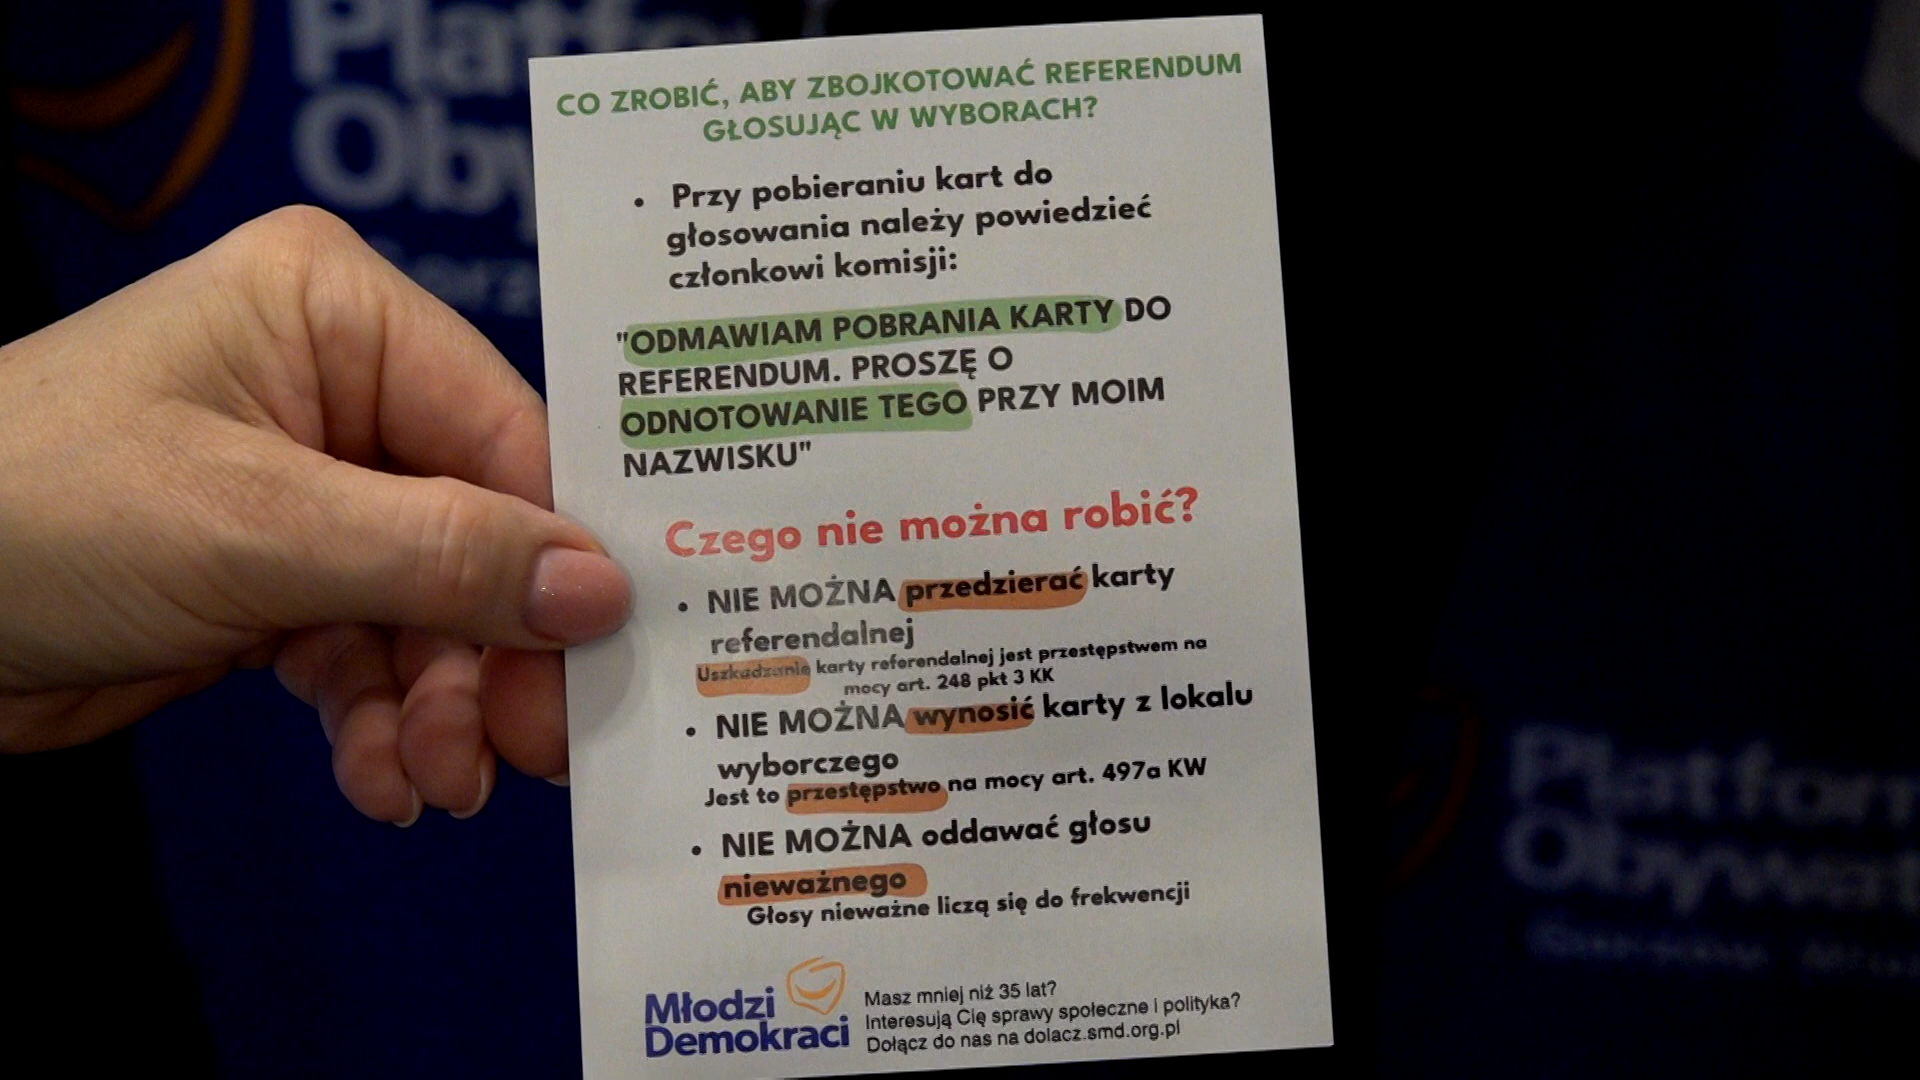 Platfo
Oby
CO ZROBIĆ, ABY ZBOJKOTOWAĆ REFERENDUM
GŁOSUJĄC W WYBORACH?
• Przy pobieraniu kart do
głosowania należy powiedzieć
członkowi komisji:
"ODMAWIAM POBRANIA KARTY DO
REFERENDUM. PROSZĘ O
ODNOTOWANIE TEGO PRZY MOIM
NAZWISKU"
Czego nie można robić?
• NIE MOŻNA przedzierać karty
referendalnej
Uszkadzanie karty referendalnej jest przestępstwem na
mocy art. 248 pkt 3 KK
• NIE MOŻNA wynosić karty z lokalu
wyborczego
Jest to przestępstwo na mocy art. 497a KW
• NIE MOŻNA oddawać głosu
nieważnego
Głosy nieważne liczą się do frekwencji
Młodzi
Demokraci
Masz mniej niż 35 lat?
Interesują Cię sprawy społeczne i polityka?
Dołącz do nas na dolacz.smd.org.pl
Platform
Obywat